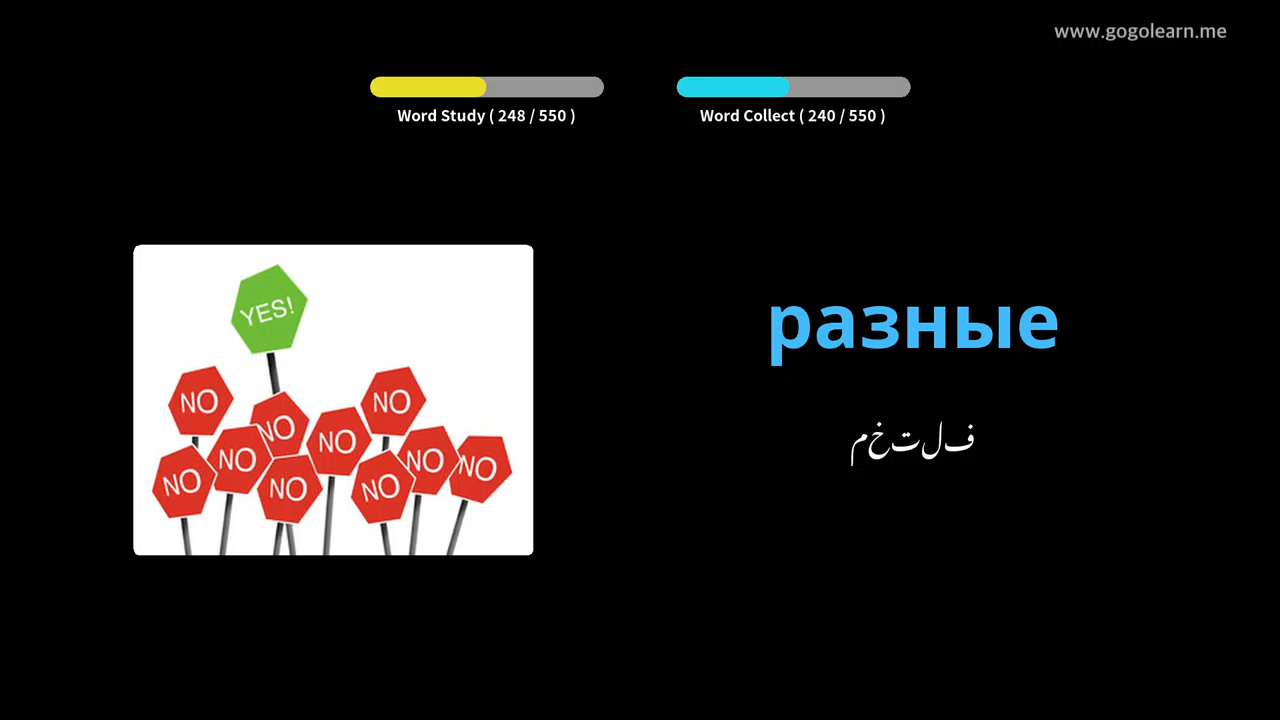 www.gogolearn.me
Word Study ( 248 / 550 )
Word Collect ( 240 / 550 )
YES!
NO
NO
NO
NO
NO
NO
NO
NO
NO
NO
разные
فلتخم